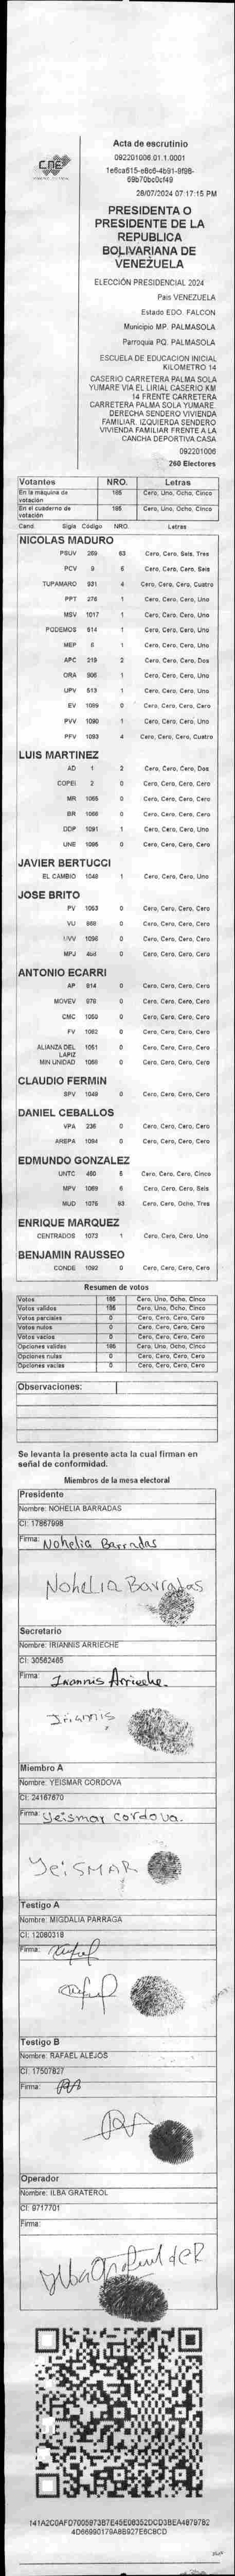 CNE
Acta de escrutinio
092201006.01.1.0001
1e6ca615-e8c6-4b91-9f98-
69b70bc0cf49
28/07/2024 07:17:15 PM
PRESIDENTA O
PRESIDENTE DE LA
REPUBLICA
BOLIVARIANA DE
VENEZUELA
ELECCIÓN PRESIDENCIAL 2024
Pais VENEZUELA
Estado EDO. FALCON
Municipio MP. PALMASOLA
Parroquia PQ. PALMASOLA
ESCUELA DE EDUCACION INICIAL
KILOMETRO 14
CASERIO CARRETERA PALMA SOLA
YUMARE VIA EL LIRIAL CASERIO KM
14 FRENTE CARRETERA
CARRETERA PALMA SOLA YUMARE.
DERECHA SENDERO VIVIENDA
FAMILIAR. IZQUIERDA SENDERO
VIVIENDA FAMILIAR FRENTE A LA
CANCHA DEPORTIVA CASA
092201006
260 Electores
Votantes NRO. Letras
En la máquina de votación 185 Cero, Uno, Ocho, Cinco
En el cuaderno de votación 185 Cero, Uno, Ocho, Cinco
Cand. Sigla Código NRO. Letras
NICOLAS MADURO
PSUV 269 63 Cero, Cero, Seis, Tres
PCV 9 6 Cero, Cero, Cero, Seis
TUPAMARO 931 4 Cero, Cero, Cero, Cuatro
PPT 276 1 Cero, Cero, Cero, Uno
MSV 1017 1 Cero, Cero, Cero, Uno
PODEMOS 614 1 Cero, Cero, Cero, Uno
MEP 6 1 Cero, Cero, Cero, Uno
APC 219 2 Cero, Cero, Cero, Dos
ORA 906 1 Cero, Cero, Cero, Uno
UPV 513 1 Cero, Cero, Cero, Uno
EV 1089 0 Cero, Cero, Cero, Cero
PVV 1090 1 Cero, Cero, Cero, Uno
PFV 1093 4 Cero, Cero, Cero, Cuatro
LUIS MARTINEZ
AD 1 2 Cero, Cero, Cero, Dos
COPEI 2 0 Cero, Cero, Cero, Cero
MR 1065 0 Cero, Cero, Cero, Cero
BR 1066 0 Cero, Cero, Cero, Cero
DDP 1091 1 Cero, Cero, Cero, Uno
UNE 1095 0 Cero, Cero, Cero, Cero
JAVIER BERTUCCI
EL CAMBIO 1048 1 Cero, Cero, Cero, Uno
JOSE BRITO
PV 1053 0 Cero, Cero, Cero, Cero
VU 868 0 Cero, Cero, Cero, Cero
UVV 1096 0 Cero, Cero, Cero, Cero
MPJ 458 0 Cero, Cero, Cero, Cero
ANTONIO ECARRI
AP 814 0 Cero, Cero, Cero, Cero
MOVEV 978 0 Cero, Cero, Cero, Cero
CMC 1050 0 Cero, Cero, Cero, Cero
FV 1062 0 Cero, Cero, Cero, Cero
ALIANZA DEL LAPIZ 1051 0 Cero, Cero, Cero, Cero
MIN UNIDAD 1068 0 Cero, Cero, Cero, Cero
CLAUDIO FERMIN
SPV 1049 0 Cero, Cero, Cero, Cero
DANIEL CEBALLOS
VPA 236 0 Cero, Cero, Cero, Cero
AREPA 1094 0 Cero, Cero, Cero, Cero
EDMUNDO GONZALEZ
UNTC 460 5 Cero, Cero, Cero, Cinco
MPV 1069 6 Cero, Cero, Cero, Seis
MUD 1075 83 Cero, Cero, Ocho, Tres
ENRIQUE MARQUEZ
CENTRADOS 1073 1 Cero, Cero, Cero, Uno
BENJAMIN RAUSSEO
CONDE 1092 0 Cero, Cero, Cero, Cero
Resumen de votos
Votos 185 Cero, Uno, Ocho, Cinco
Votos validos 185 Cero, Uno, Ocho, Cinco
Votos parciales 0 Cero, Cero, Cero, Cero
Votos nulos 0 Cero, Cero, Cero, Cero
Votos vacios 0 Cero, Cero, Cero, Cero
Opciones validas 185 Cero, Uno, Ocho, Cinco
Opciones nulas 0 Cero, Cero, Cero, Cero
Opciones vacias 0 Cero, Cero, Cero, Cero
Observaciones:
Se levanta la presente acta la cual firman en
señal de conformidad.
Miembros de la mesa electoral
Presidente
Nombre: NOHELIA BARRADAS
CI: 17867998
Firma: Nohelia Barradas
Nohelia Barradas
Secretario
Nombre: IRIANNIS ARRIECHE
CI: 30562465
Firma: Iriannis Arrieche.
Iriannis
Miembro A
Nombre: YEISMAR CORDOVA
CI: 24167670
Firma: Yeismar cordova.
YeiSMAR
Testigo A
Nombre: MIGDALIA PARRAGA
CI: 12080318
Firma:
Testigo B
Nombre: RAFAEL ALEJOS
CI: 17507827
Firma: RA
RA
Operador
Nombre: ILBA GRATEROL
CI: 9717701
Firma:
Ilba Graterol de R